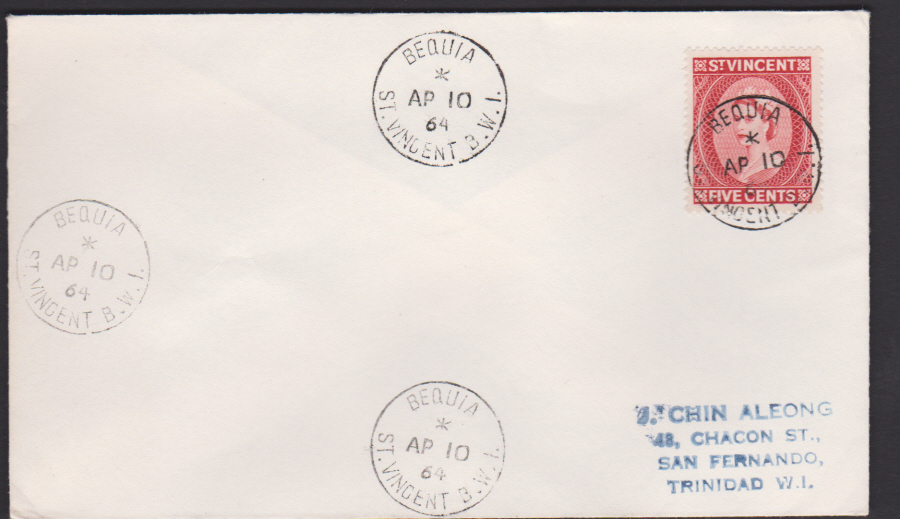 BEQUIA
*
AP 10
64
ST. VINCENT B.W.I.
ST VINCENT
FIVE CENTS
BEQUIA
*
AP 10
BEQUIA
*
AP 10
64
ST. VINCENT B.W.I.
BEQUIA
*
AP 10
64
ST. VINCENT B.W.I.
J. CHIN ALEONG
48, CHACON ST.,
SAN FERNANDO,
TRINIDAD W.I.